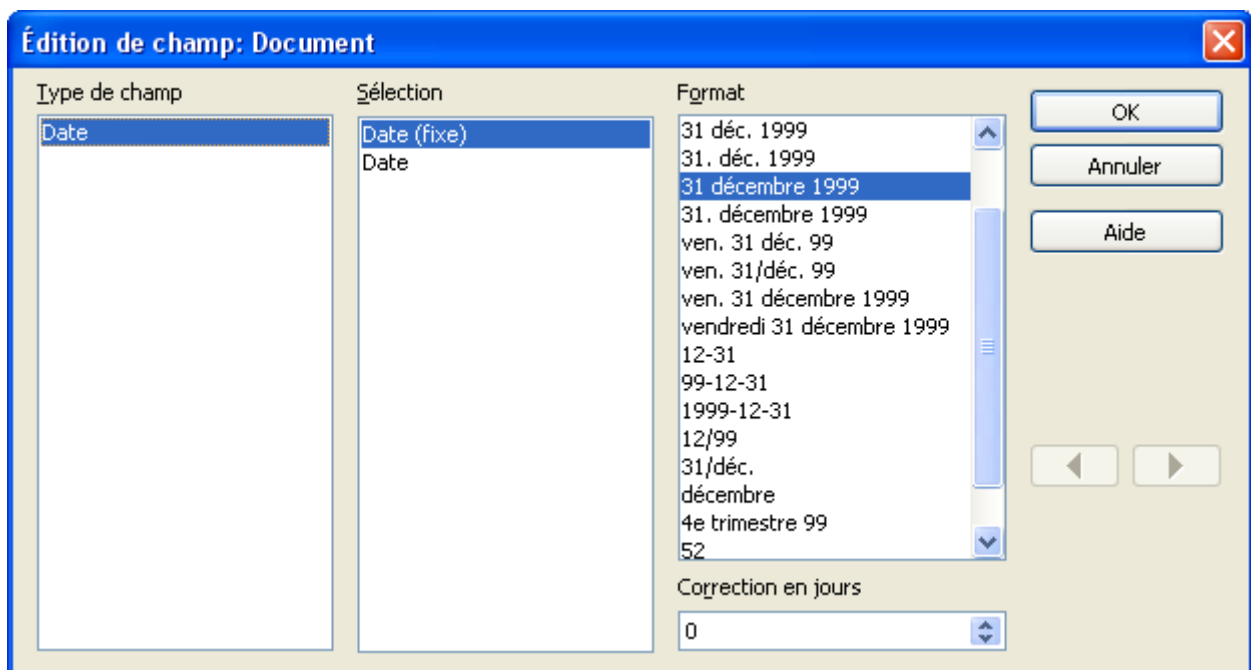 Édition de champ: Document
Type de champ
Date
Sélection
Date (fixe)
Date
Format
31 déc. 1999
31. déc. 1999
31 décembre 1999
31. décembre 1999
ven. 31 déc. 99
ven. 31/déc. 99
ven. 31 décembre 1999
vendredi 31 décembre 1999
12-31
99-12-31
1999-12-31
12/99
31/déc.
décembre
4e trimestre 99
52
Correction en jours
0
OK
Annuler
Aide